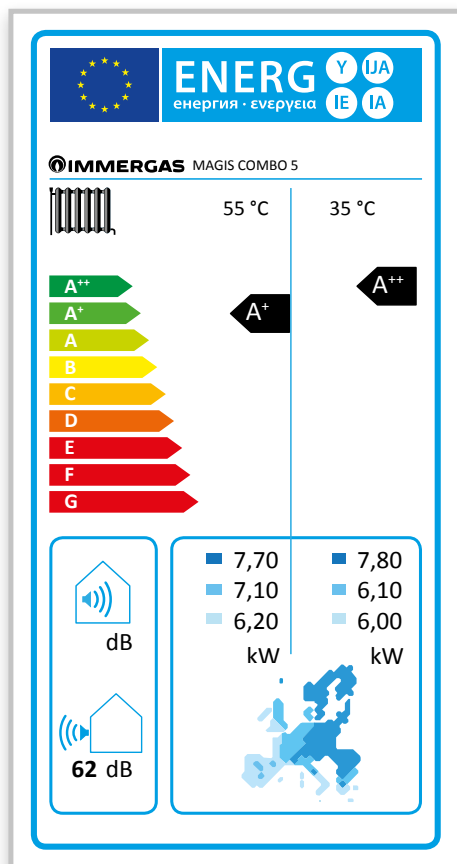 ENERG Y IJA
енергия · ενεργεια IE IA
IMMERGAS MAGIS COMBO 5
55 °C 35 °C
A++
A+
A
B
C
D
E
F
G
A+
A++
dB
62 dB
7,70 7,80
7,10 6,10
6,20 6,00
kW kW